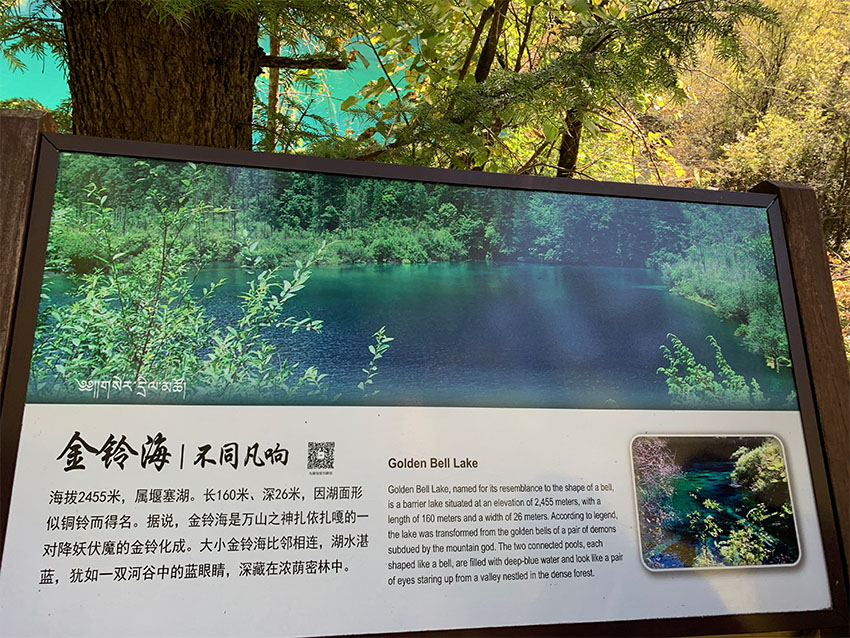 ༄༅།།གསེར་དྲིལ་མཚོ།
金铃海|不同凡响
海拔2455米，属堰塞湖。长160米、深26米，因湖面形
似铜铃而得名。据说，金铃海是万山之神扎依扎嘎的一
对降妖伏魔的金铃化成。大小金铃海比邻相连，湖水湛
蓝，犹如一双河谷中的蓝眼睛，深藏在浓荫密林中。
Golden Bell Lake
Golden Bell Lake, named for its resemblance to the shape of a bell,
is a barrier lake situated at an elevation of 2,455 meters, with a
length of 160 meters and a width of 26 meters. According to legend,
the lake was transformed from the golden bells of a pair of demons
subdued by the mountain god. The two connected pools, each
shaped like a bell, are filled with deep-blue water and look like a pair
of eyes staring up from a valley nestled in the dense forest.